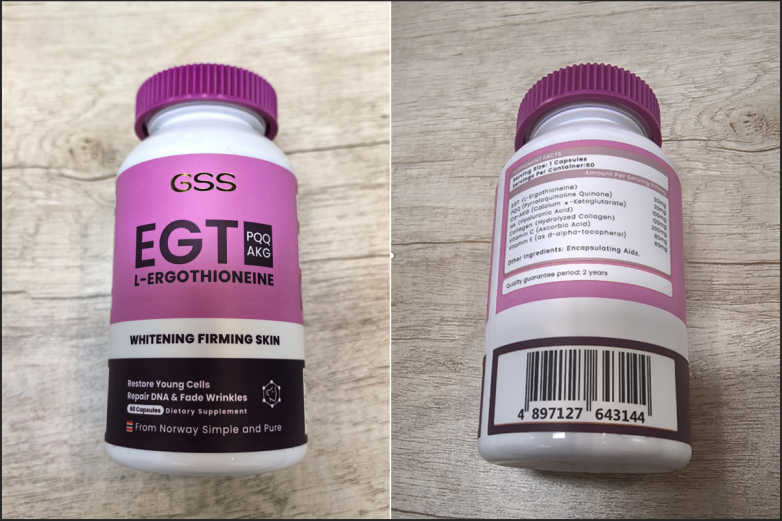 GSS
EGT
PQQ
AKG
L-ERGOTHIONEINE
WHITENING FIRMING SKIN
Restore Young Cells
Repair DNA & Fade Wrinkles
60 Capsules Dietary Supplement
From Norway Simple and Pure
SUPPLEMENT FACTS
Serving Size: 1 Capsules
Servings Per Container:60
Amount Per Serving
EGT (L-Ergothioneine)
PQQ (Pyrroloquinoline Quinone)
(Calcium α-Ketoglutarate)
HA (Hyaluronic Acid)
Collagen (Hydrolyzed Collagen)
Vitamin C (Ascorbic Acid)
Vitamin E (as d-alpha-tocopherol)
Other Ingredients: Encapsulating Aids.
Quality guarantee period: 2 years
4 897127 643144